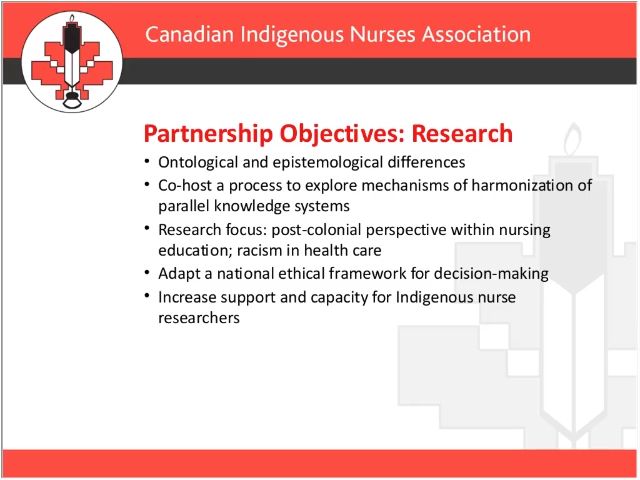 Canadian Indigenous Nurses Association
Partnership Objectives: Research
• Ontological and epistemological differences
• Co-host a process to explore mechanisms of harmonization of
parallel knowledge systems
• Research focus: post-colonial perspective within nursing
education; racism in health care
• Adapt a national ethical framework for decision-making
• Increase support and capacity for Indigenous nurse
researchers